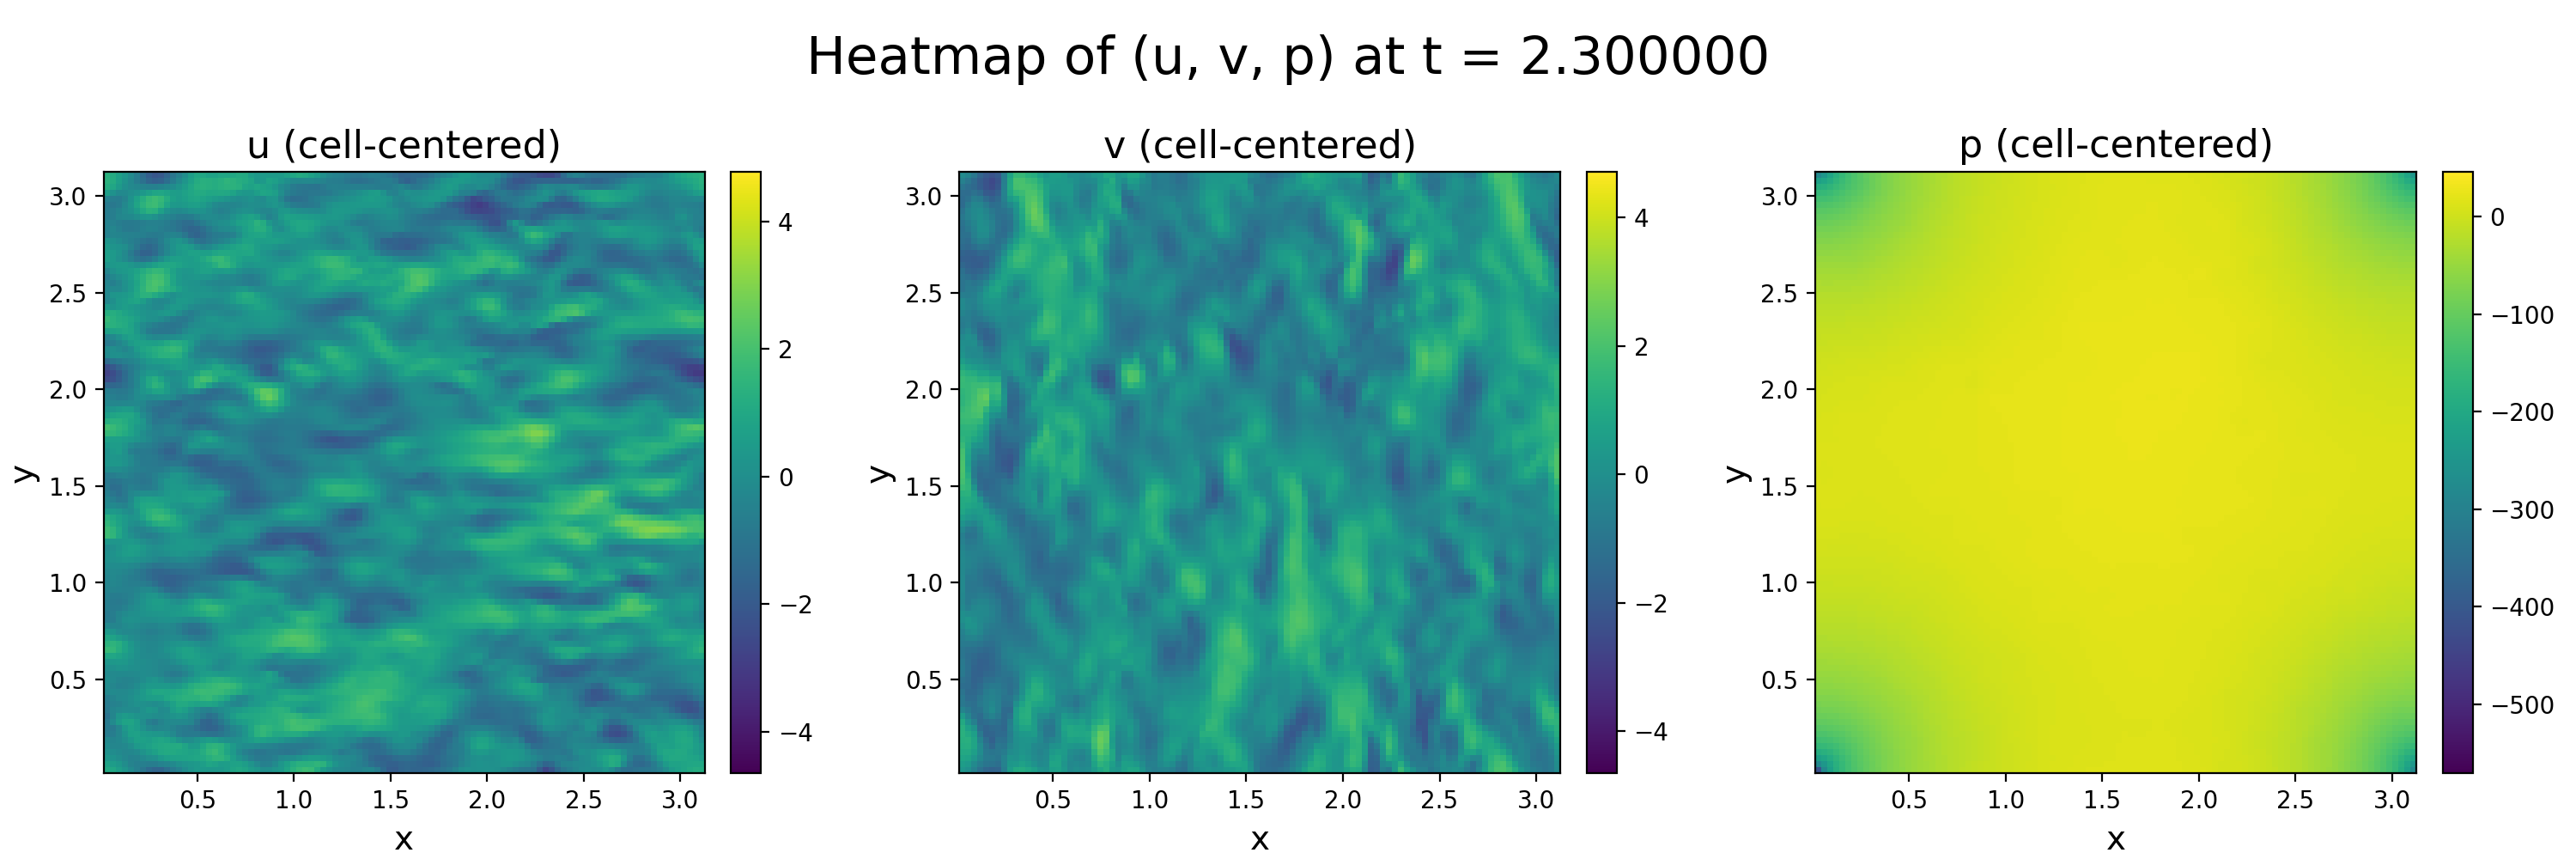 Heatmap of (u, v, p) at t = 2.300000
u (cell-centered)
3.0
2.5
2.0
1.5
1.0
0.5
y
0.5 1.0 1.5 2.0 2.5 3.0
x
4
2
0
−2
−4
v (cell-centered)
3.0
2.5
2.0
1.5
1.0
0.5
y
0.5 1.0 1.5 2.0 2.5 3.0
x
4
2
0
−2
−4
p (cell-centered)
3.0
2.5
2.0
1.5
1.0
0.5
y
0.5 1.0 1.5 2.0 2.5 3.0
x
0
−100
−200
−300
−400
−500